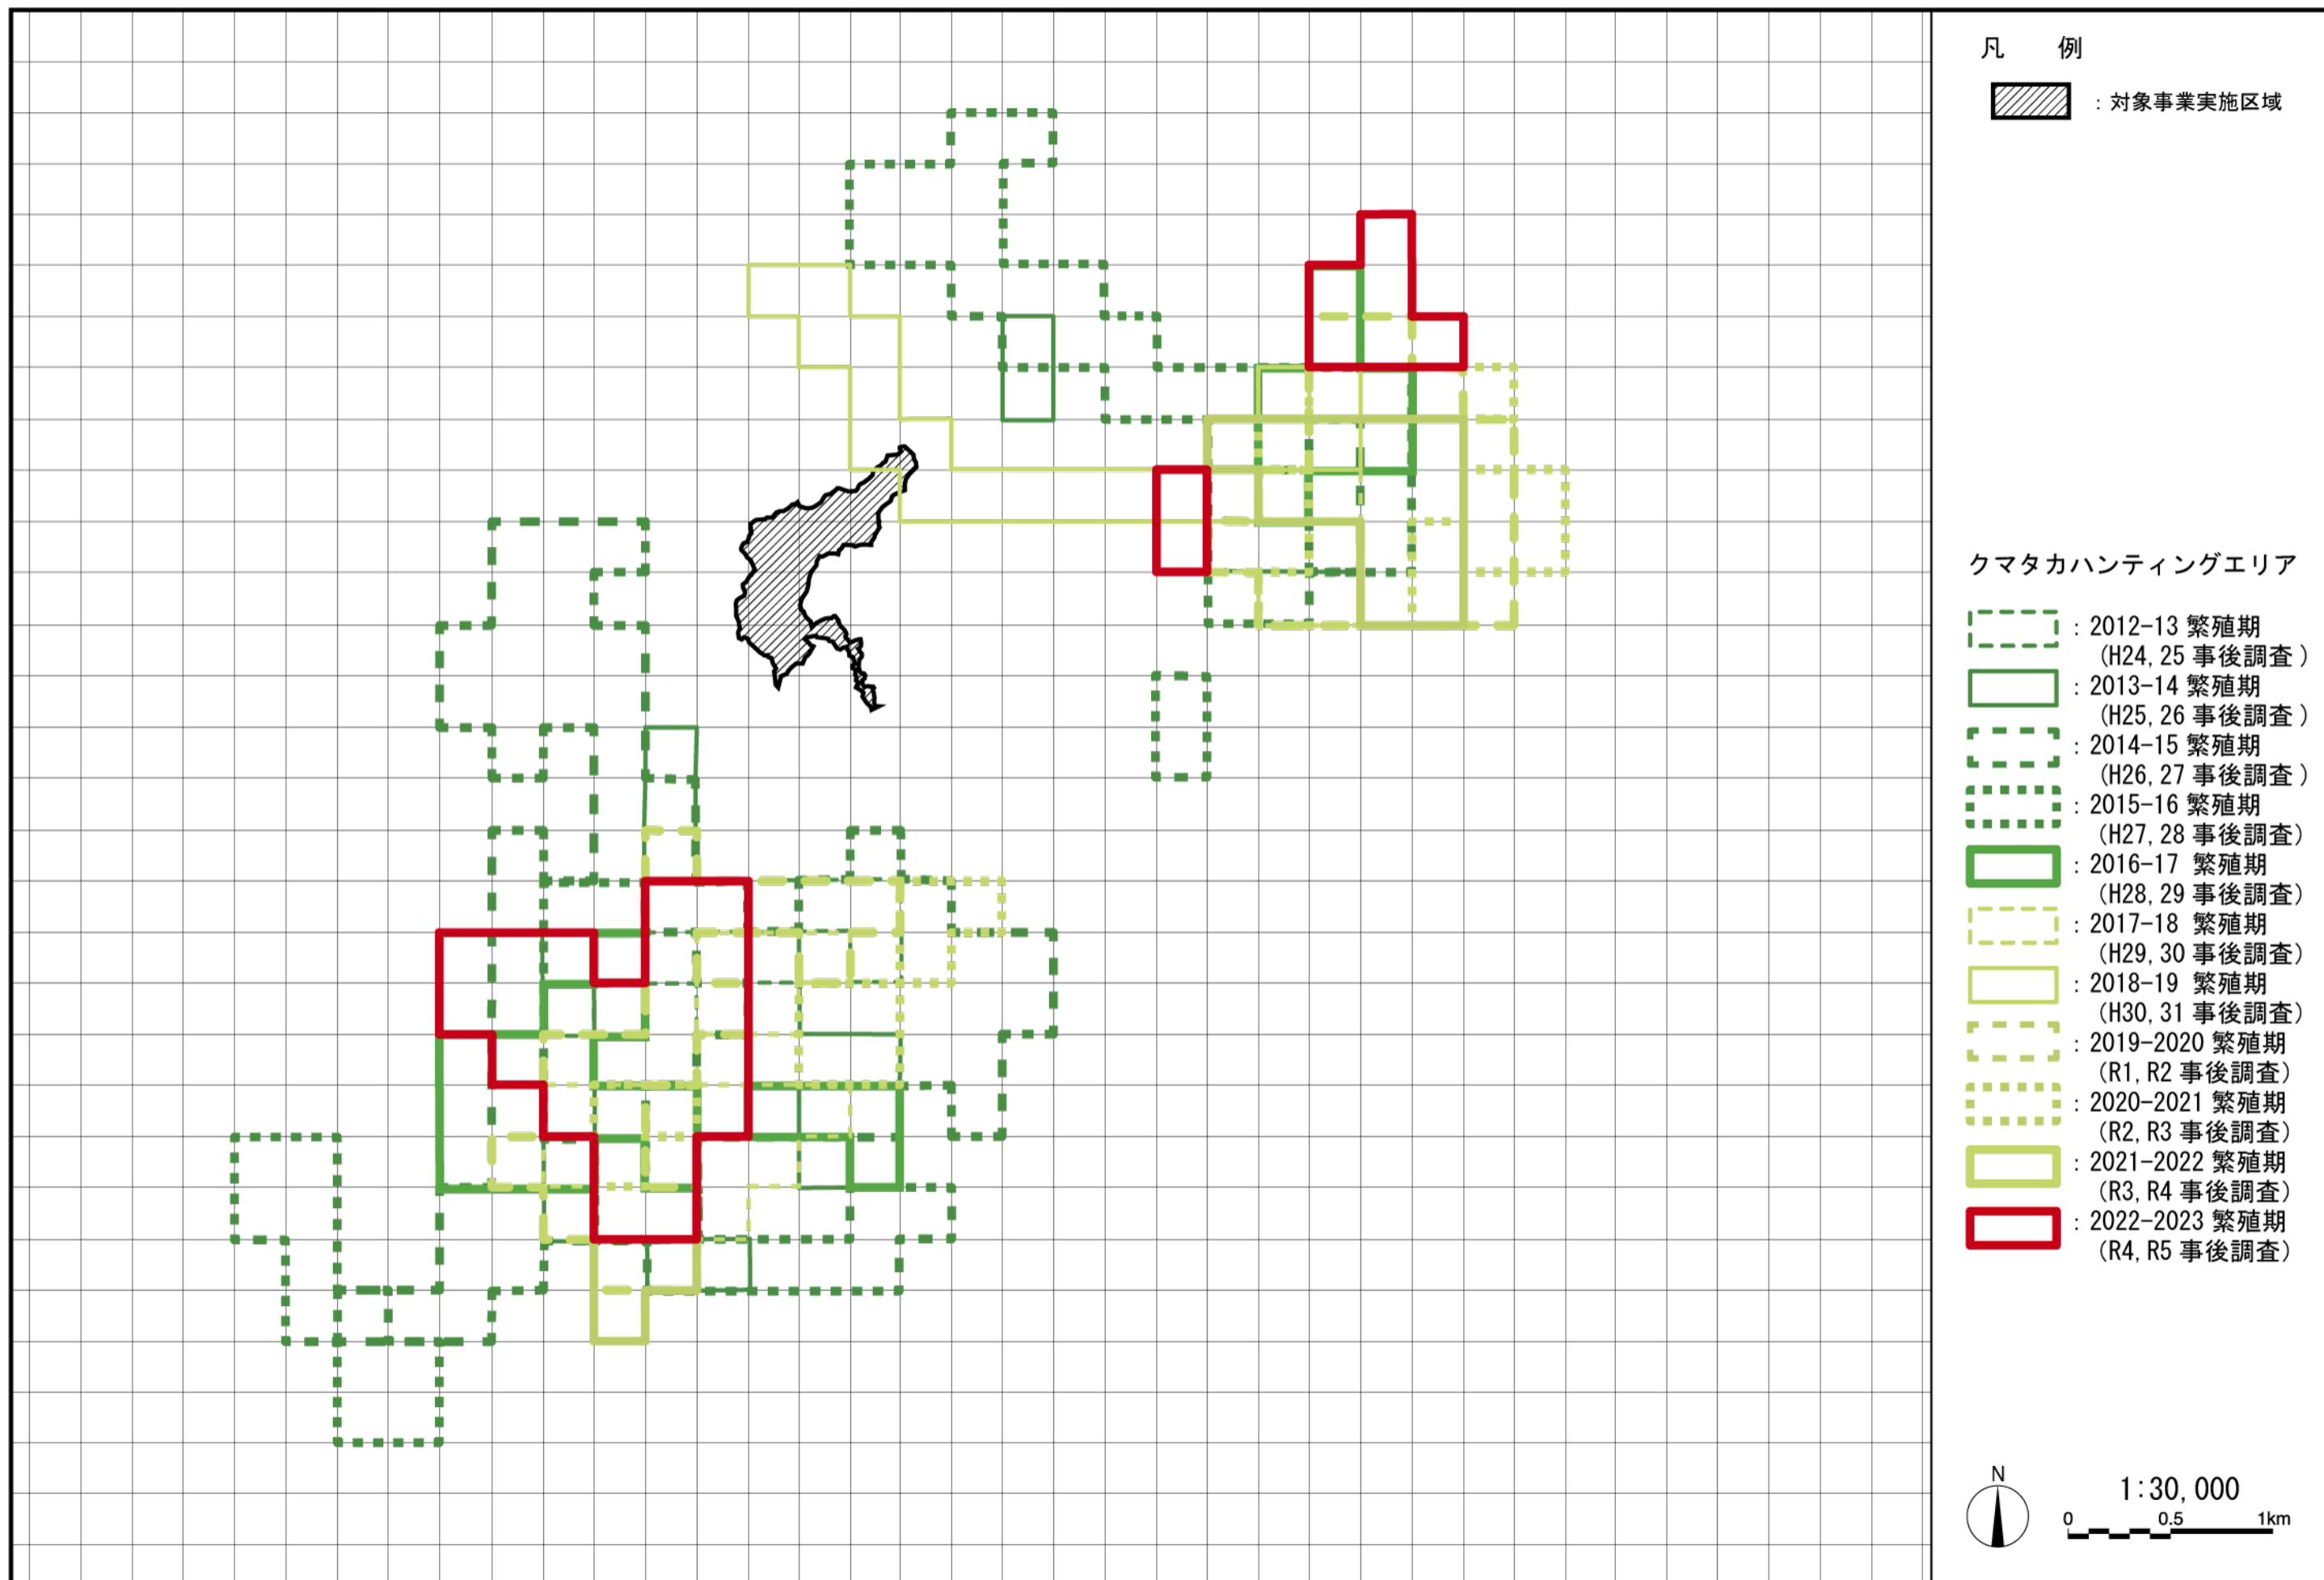 凡　例
：対象事業実施区域
クマタカハンティングエリア
：2012-13 繁殖期
（H24, 25 事後調査 ）
：2013-14 繁殖期
（H25, 26 事後調査 ）
：2014-15 繁殖期
（H26, 27 事後調査 ）
：2015-16 繁殖期
（H27, 28 事後調査）
：2016-17 繁殖期
（H28, 29 事後調査）
：2017-18 繁殖期
（H29, 30 事後調査）
：2018-19 繁殖期
（H30, 31 事後調査）
：2019-2020 繁殖期
（R1, R2 事後調査）
：2020-2021 繁殖期
（R2, R3 事後調査）
：2021-2022 繁殖期
（R3, R4 事後調査）
：2022-2023 繁殖期
（R4, R5 事後調査）
N
1:30,000
0 0.5 1km